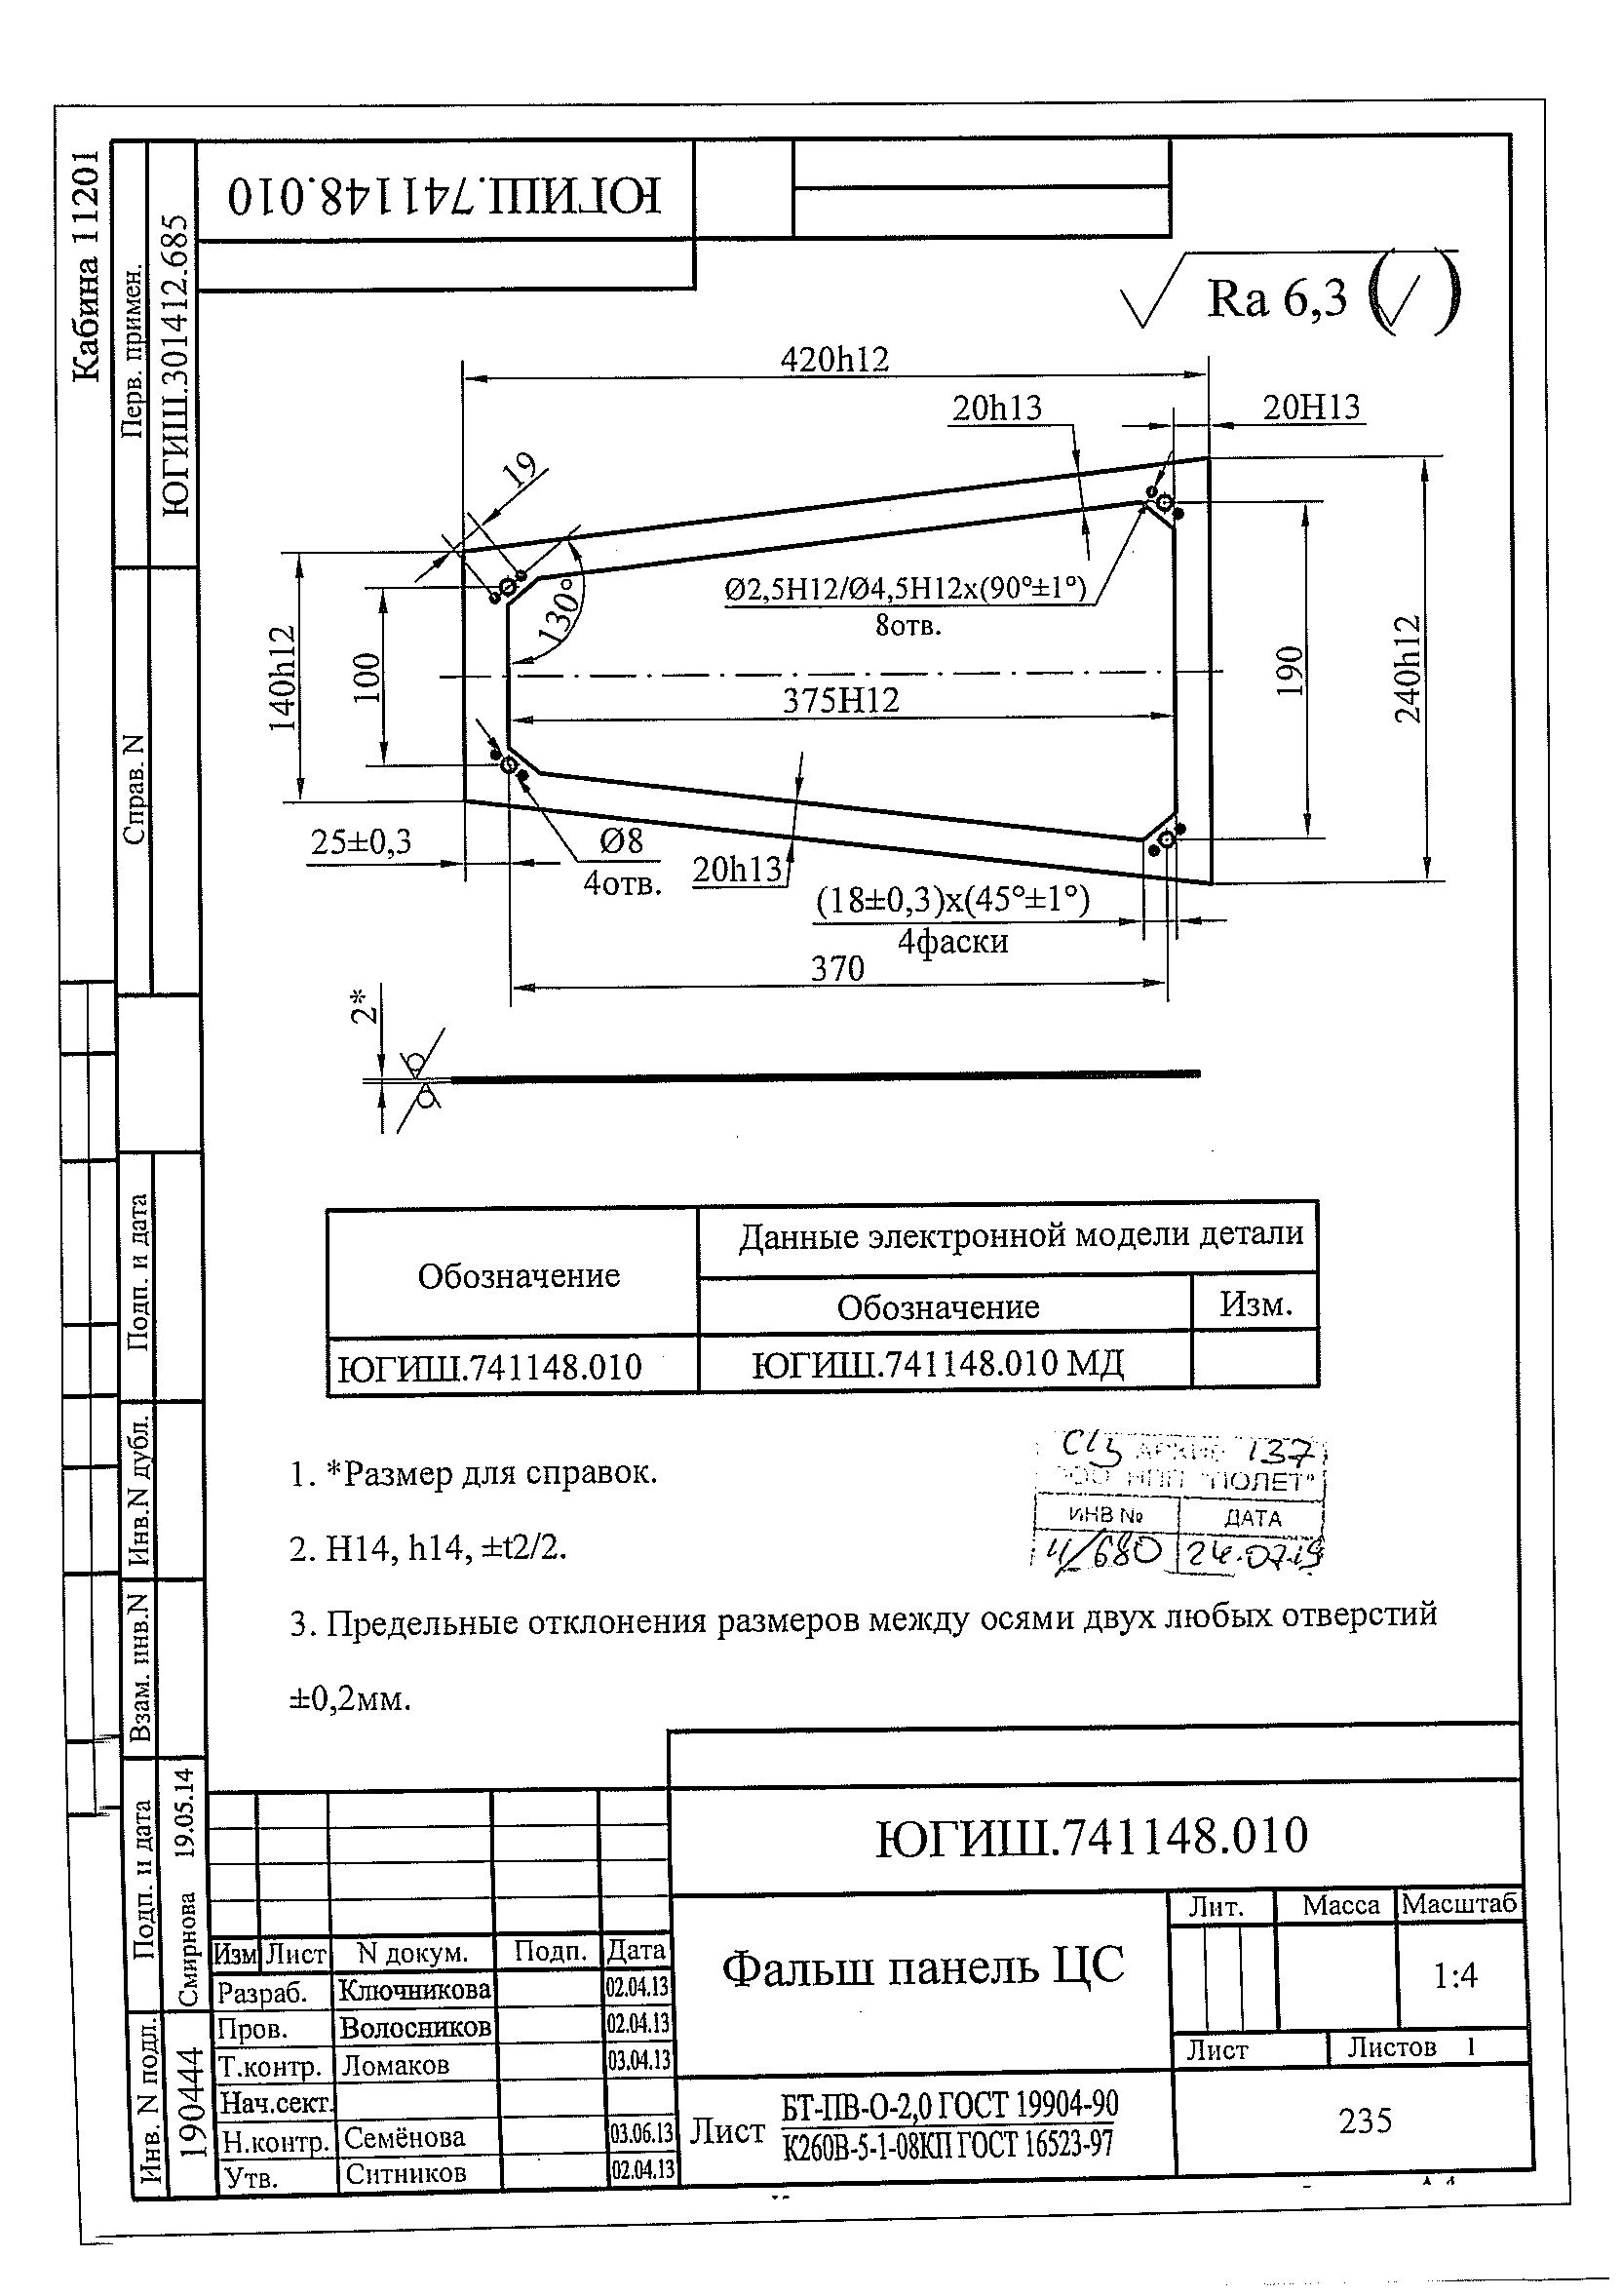 Кабина 11201
Перв. примен.
ЮГИШ.301412.685
Справ. N
Подп. и дата
Инв.N дубл.
Взам. инв.N
Подп. и дата
Смирнова 19.05.14
Инв. N подл.
190444
ЮГИШ.741148.010
Ra 6,3
420h12
20h13
20H13
19
130°
Ø2,5H12/Ø4,5H12x(90°±1°)
8отв.
140h12
100
375H12
190
240h12
25±0,3
Ø8
4отв.
20h13
(18±0,3)x(45°±1°)
4фаски
370
2*
Обозначение
Данные электронной модели детали
Обозначение
Изм.
ЮГИШ.741148.010
ЮГИШ.741148.010 МД
137
НПП "ПОЛЕТ"
ИНВ №
ДАТА
4/680
1. *Размер для справок.
2. H14, h14, ±t2/2.
3. Предельные отклонения размеров между осями двух любых отверстий
±0,2мм.
ЮГИШ.741148.010
Фальш панель ЦС
Лит.
Масса
Масштаб
1:4
Лист
Листов 1
Изм Лист N докум. Подп. Дата
Разраб. Ключникова 02.04.13
Пров. Волосников 02.04.13
Т.контр. Ломаков 03.04.13
Нач.сект.
Н.контр. Семёнова 03.06.13
Утв. Ситников 02.04.13
Лист
БТ-ПВ-О-2,0 ГОСТ 19904-90
К260В-5-1-08КП ГОСТ 16523-97
235